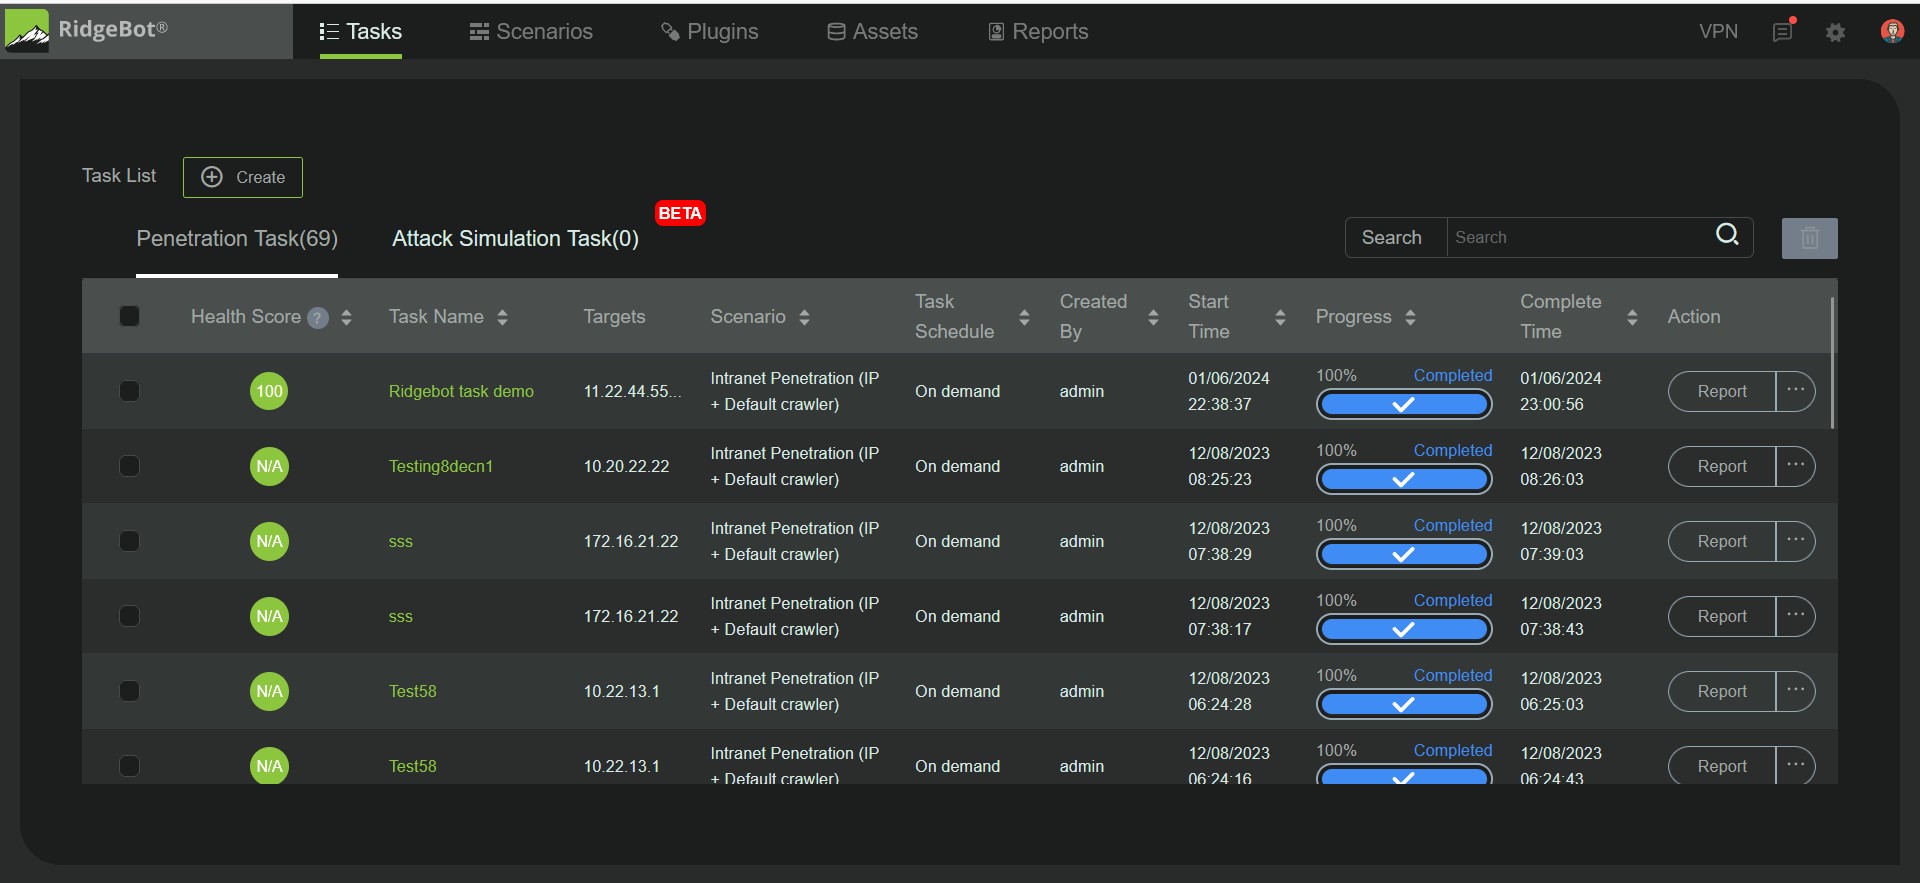 RidgeBot®
Tasks
Scenarios
Plugins
Assets
Reports
VPN
Task List
Create
BETA
Penetration Task(69)
Attack Simulation Task(0)
Search
Search
Health Score ?
Task Name
Targets
Scenario
Task Schedule
Created By
Start Time
Progress
Complete Time
Action
100
Ridgebot task demo
11.22.44.55...
Intranet Penetration (IP
+ Default crawler)
On demand
admin
01/06/2024
22:38:37
100%
Completed
01/06/2024
23:00:56
Report
N/A
Testing8decn1
10.20.22.22
Intranet Penetration (IP
+ Default crawler)
On demand
admin
12/08/2023
08:25:23
100%
Completed
12/08/2023
08:26:03
Report
N/A
sss
172.16.21.22
Intranet Penetration (IP
+ Default crawler)
On demand
admin
12/08/2023
07:38:29
100%
Completed
12/08/2023
07:39:03
Report
N/A
sss
172.16.21.22
Intranet Penetration (IP
+ Default crawler)
On demand
admin
12/08/2023
07:38:17
100%
Completed
12/08/2023
07:38:43
Report
N/A
Test58
10.22.13.1
Intranet Penetration (IP
+ Default crawler)
On demand
admin
12/08/2023
06:24:28
100%
Completed
12/08/2023
06:25:03
Report
N/A
Test58
10.22.13.1
Intranet Penetration (IP
+ Default crawler)
On demand
admin
12/08/2023
06:24:16
100%
Completed
12/08/2023
06:24:43
Report